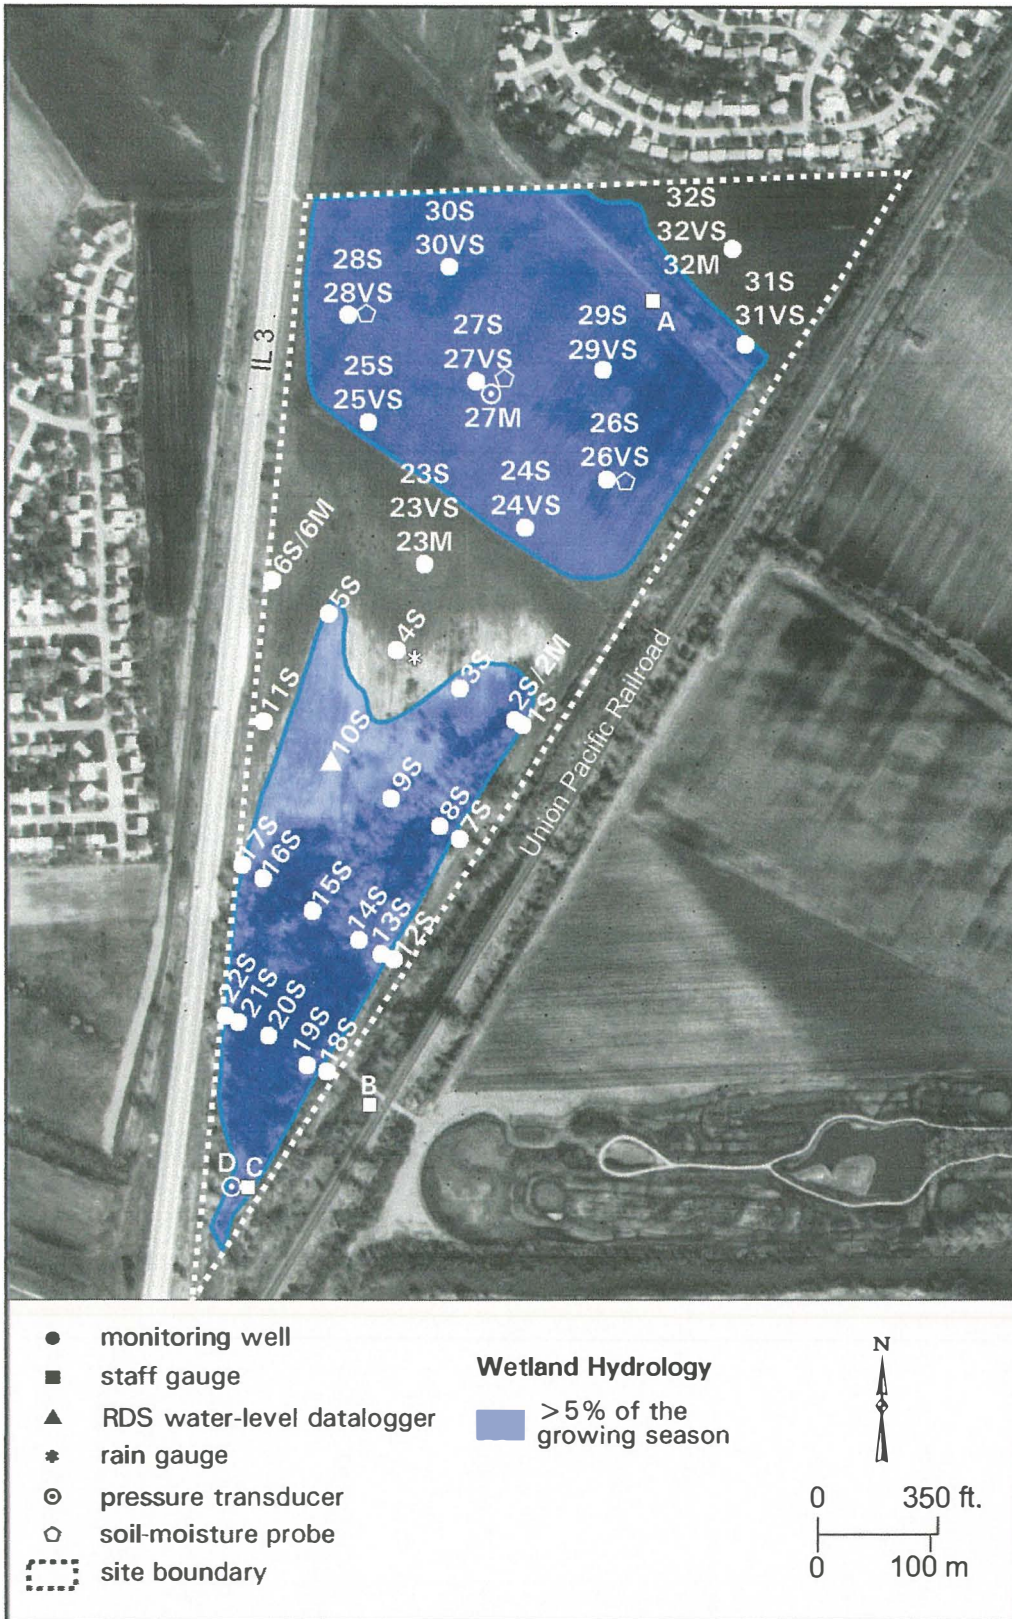 32S
32VS
32M
30S
30VS
28S
28VS
31S
31VS
A
29S
29VS
27S
27VS
27M
25S
25VS
IL 3
26S
26VS
24S
24VS
23S
23VS
23M
6S/6M
5S
4S
3S
2S/2M
1S
11S
10S
9S
8S
7S
Union Pacific Railroad
17S
16S
15S
14S
13S
12S
22S
21S
20S
19S
18S
B
D
C
monitoring well
staff gauge
RDS water-level datalogger
rain gauge
pressure transducer
soil-moisture probe
site boundary
Wetland Hydrology
>5% of the
growing season
N
0 350 ft.
0 100 m